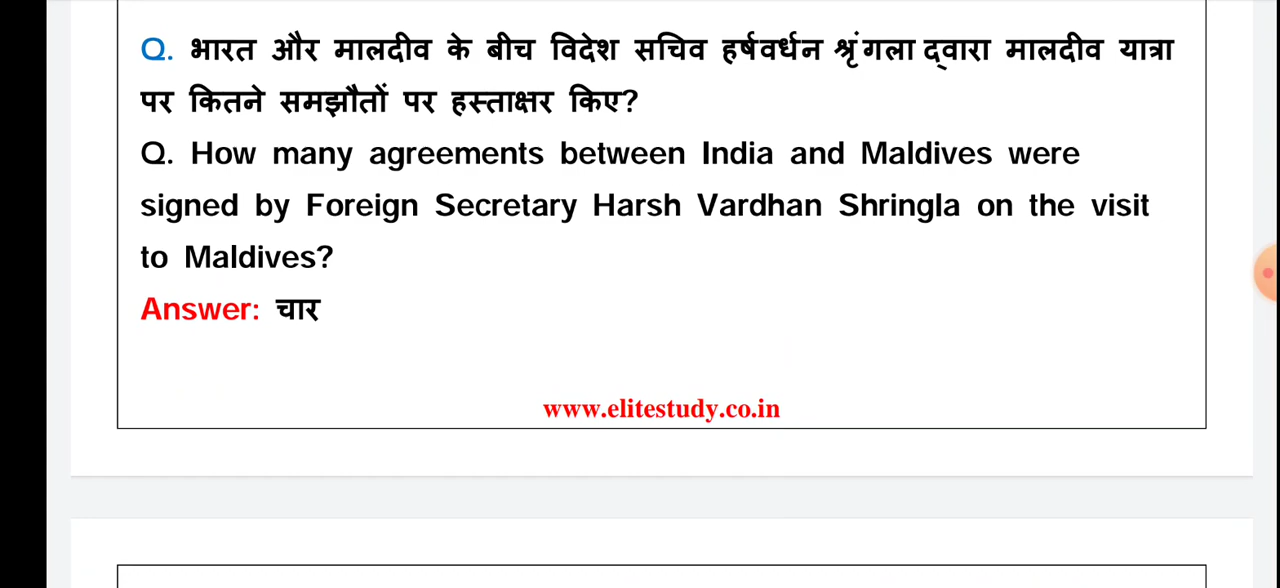 Q. भारत और मालदीव के बीच विदेश सचिव हर्षवर्धन श्रृंगला द्वारा मालदीव यात्रा
पर कितने समझौतों पर हस्ताक्षर किए?
Q. How many agreements between India and Maldives were
signed by Foreign Secretary Harsh Vardhan Shringla on the visit
to Maldives?
Answer: चार
www.elitestudy.co.in